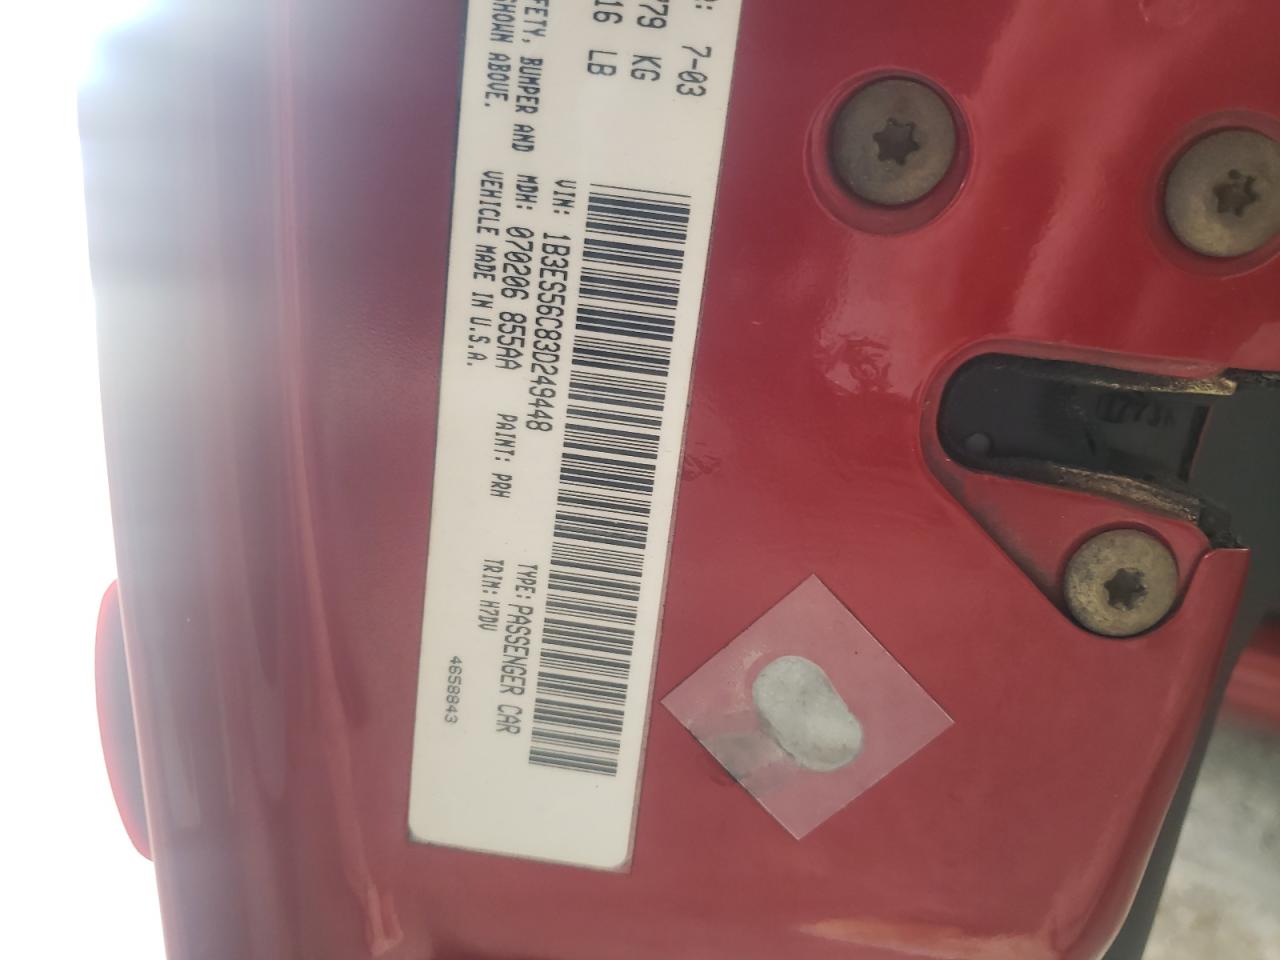 : 7-03
79 KG
16 LB
FETY, BUMPER AND
SHOWN ABOVE.
VIN: 1B3ES56C83D249448
MDH: 070206 855AA
VEHICLE MADE IN U.S.A.
PAINT: PRH
TYPE: PASSENGER CAR
TRIM: H7DV
4658843